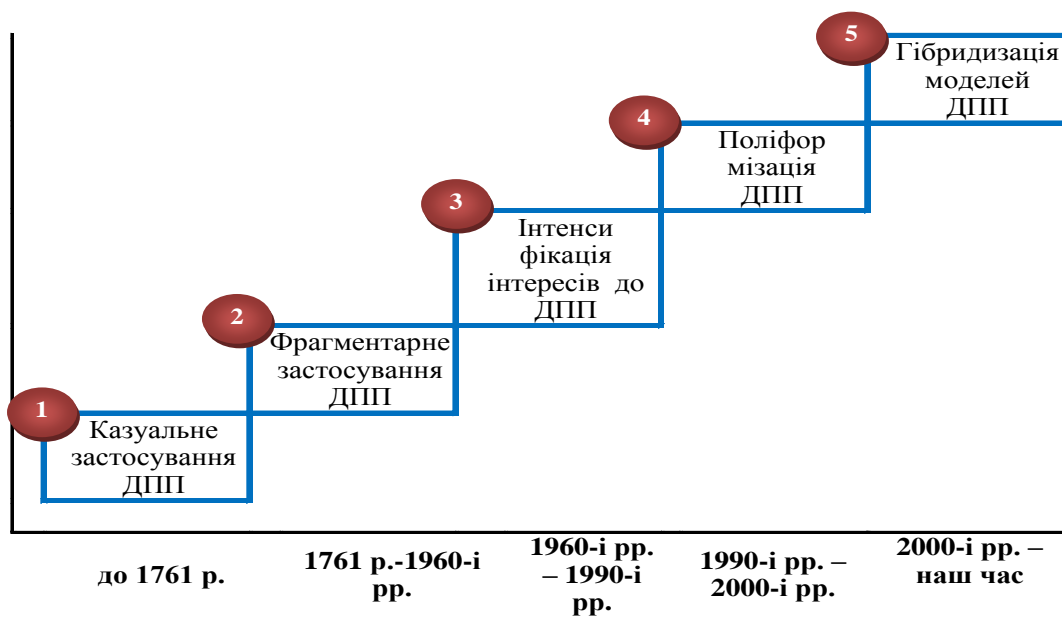 5
Гібридизація
моделей
ДПП
4
Поліфор
мізація
ДПП
3
Інтенси
фікація
інтересів до
ДПП
2
Фрагментарне
застосування
ДПП
1
Казуальне
застосування
ДПП
до 1761 р.
1761 р.-1960-і
рр.
1960-і рр.
– 1990-і
рр.
1990-і рр. –
2000-і рр.
2000-і рр. –
наш час